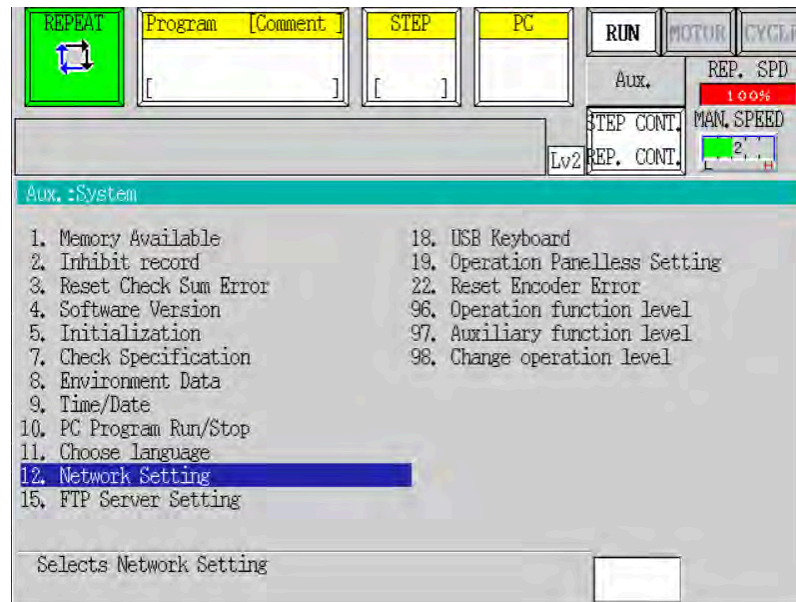 REPEAT
Program [Comment ]
STEP
PC
RUN
MOTOR
CYCLE
[ ]
[ ]
Aux.
REP. SPD
100%
STEP CONT.
REP. CONT.
MAN. SPEED
2
L H
Lv2
Aux.:System
1. Memory Available
2. Inhibit record
3. Reset Check Sum Error
4. Software Version
5. Initialization
7. Check Specification
8. Environment Data
9. Time/Date
10. PC Program Run/Stop
11. Choose language
12. Network Setting
15. FTP Server Setting
18. USB Keyboard
19. Operation Panelless Setting
22. Reset Encoder Error
96. Operation function level
97. Auxiliary function level
98. Change operation level
Selects Network Setting